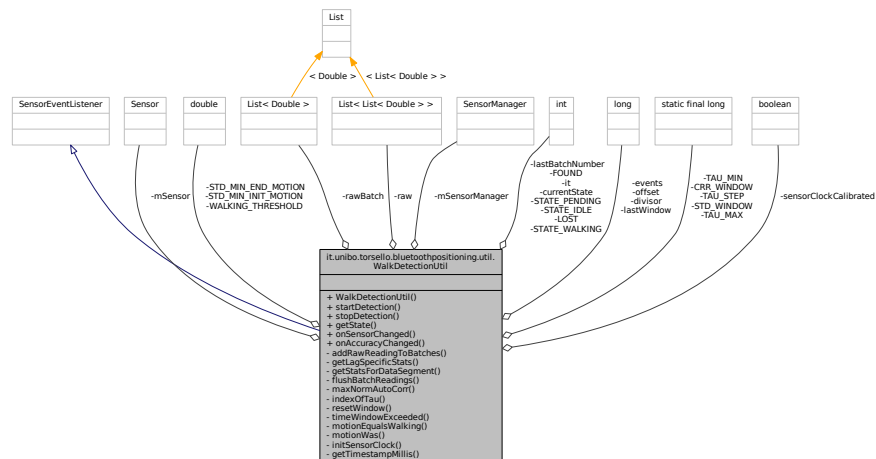 List
< Double >
< List< Double > >
SensorEventListener
Sensor
double
List< Double >
List< List< Double > >
SensorManager
int
long
static final long
boolean
-mSensor
-STD_MIN_END_MOTION
-STD_MIN_INIT_MOTION
-WALKING_THRESHOLD
-rawBatch
-raw
-mSensorManager
-lastBatchNumber
-FOUND
-it
-currentState
-STATE_PENDING
-STATE_IDLE
-LOST
-STATE_WALKING
-events
-offset
-divisor
-lastWindow
-TAU_MIN
-CRR_WINDOW
-TAU_STEP
-STD_WINDOW
-TAU_MAX
-sensorClockCalibrated
it.unibo.torsello.bluetoothpositioning.util.
WalkDetectionUtil
+ WalkDetectionUtil()
+ startDetection()
+ stopDetection()
+ getState()
+ onSensorChanged()
+ onAccuracyChanged()
- addRawReadingToBatches()
- getLagSpecificStats()
- getStatsForDataSegment()
- flushBatchReadings()
- maxNormAutoCorr()
- indexOfTau()
- resetWindow()
- timeWindowExceeded()
- motionEqualsWalking()
- motionWas()
- initSensorClock()
- getTimestampMillis()